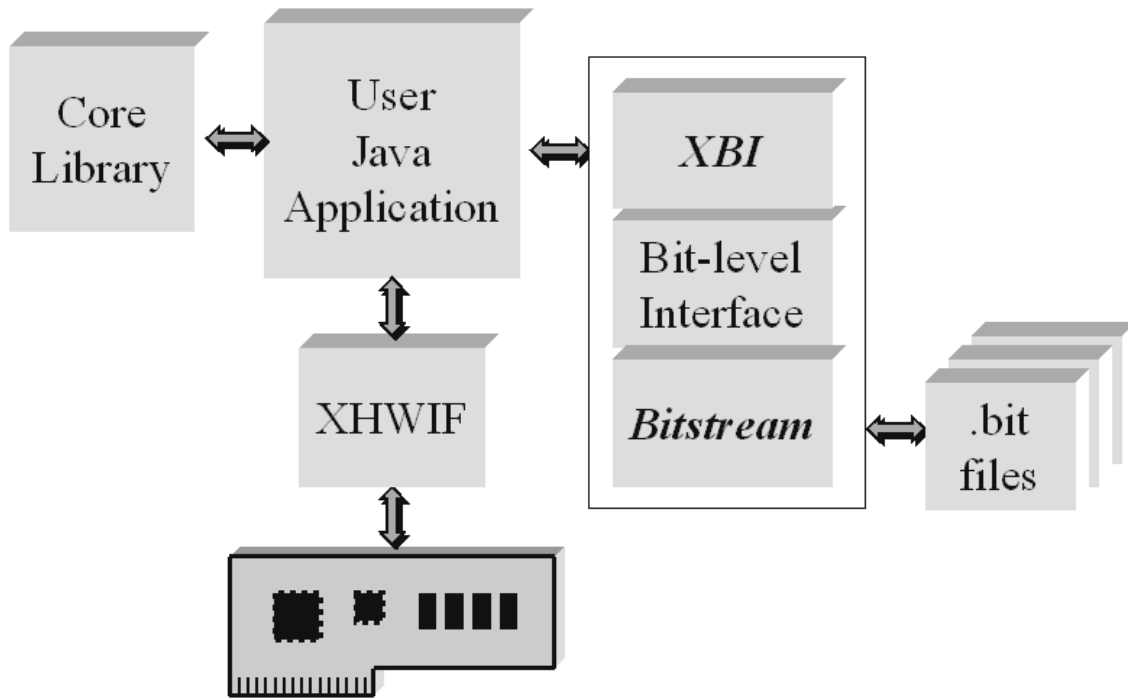 Core
Library
User
Java
Application
XBI
Bit-level
Interface
Bitstream
XHWIF
.bit
files